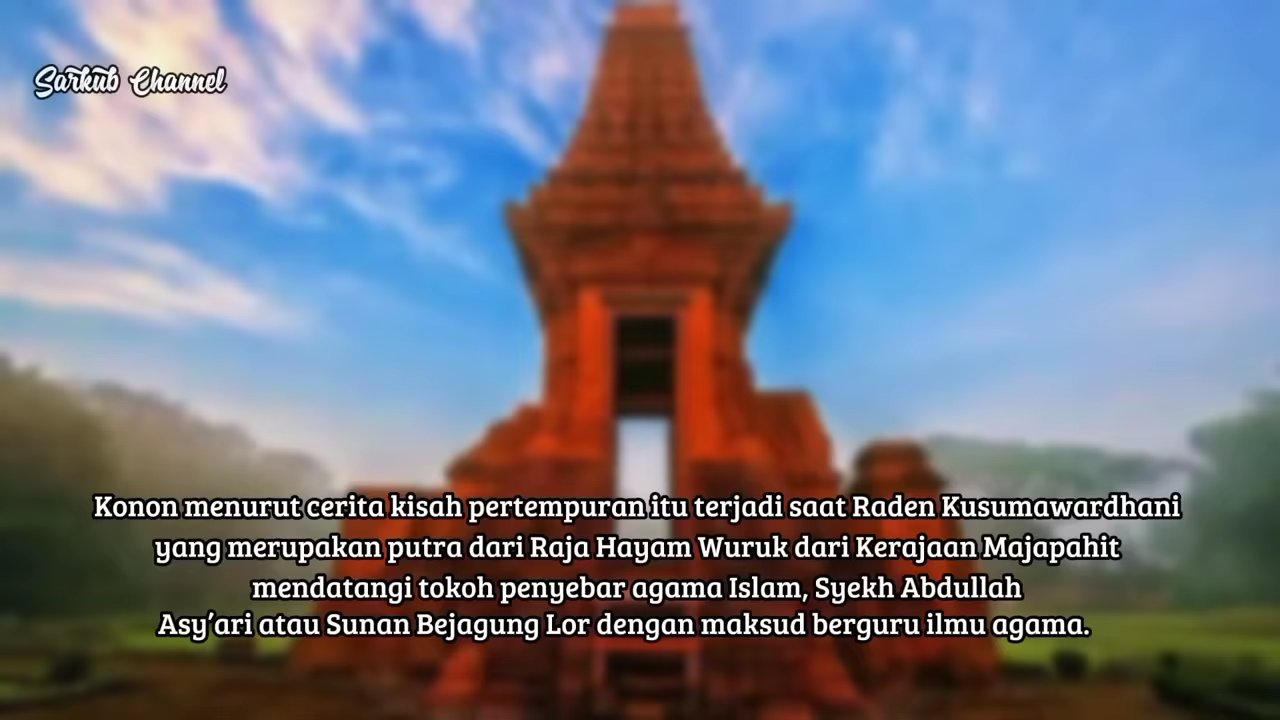 Sarkub Channel
Konon menurut cerita kisah pertempuran itu terjadi saat Raden Kusumawardhani
yang merupakan putra dari Raja Hayam Wuruk dari Kerajaan Majapahit
mendatangi tokoh penyebar agama Islam, Syekh Abdullah
Asy'ari atau Sunan Bejagung Lor dengan maksud berguru ilmu agama.